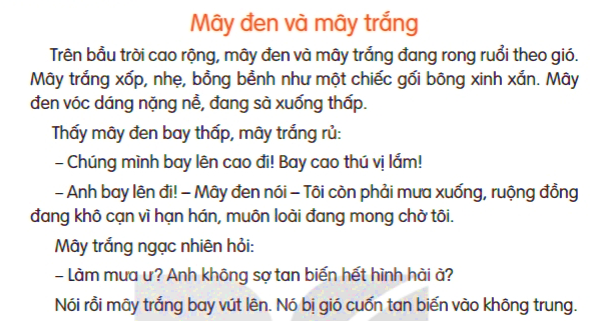 Mây đen và mây trắng
Trên bầu trời cao rộng, mây đen và mây trắng đang rong ruổi theo gió.
Mây trắng xốp, nhẹ, bồng bềnh như một chiếc gối bông xinh xắn. Mây
đen vóc dáng nặng nề, đang sà xuống thấp.
Thấy mây đen bay thấp, mây trắng rủ:
– Chúng mình bay lên cao đi! Bay cao thú vị lắm!
– Anh bay lên đi! – Mây đen nói – Tôi còn phải mưa xuống, ruộng đồng
đang khô cạn vì hạn hán, muôn loài đang mong chờ tôi.
Mây trắng ngạc nhiên hỏi:
– Làm mưa ư? Anh không sợ tan biến hết hình hài à?
Nói rồi mây trắng bay vút lên. Nó bị gió cuốn tan biến vào không trung.